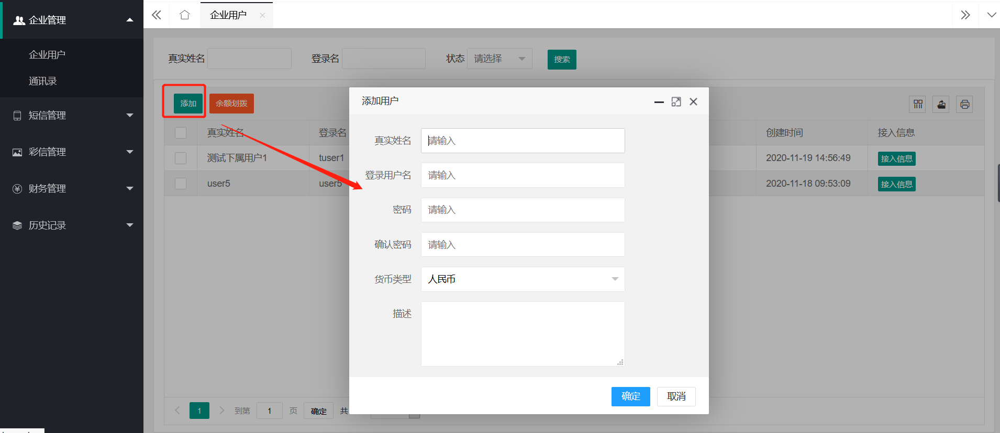 企业管理
企业用户
通讯录
短信管理
彩信管理
财务管理
历史记录
企业用户
真实姓名
登录名
状态 请选择
搜索
添加
余额划拨
真实姓名 登录名 创建时间 接入信息
测试下属用户1 tuser1 2020-11-19 14:56:49 接入信息
user5 user5 2020-11-18 09:53:09 接入信息
1 到第 1 页 确定 共
添加用户
真实姓名 请输入
登录用户名 请输入
密码 请输入
确认密码 请输入
货币类型 人民币
描述
确定 取消